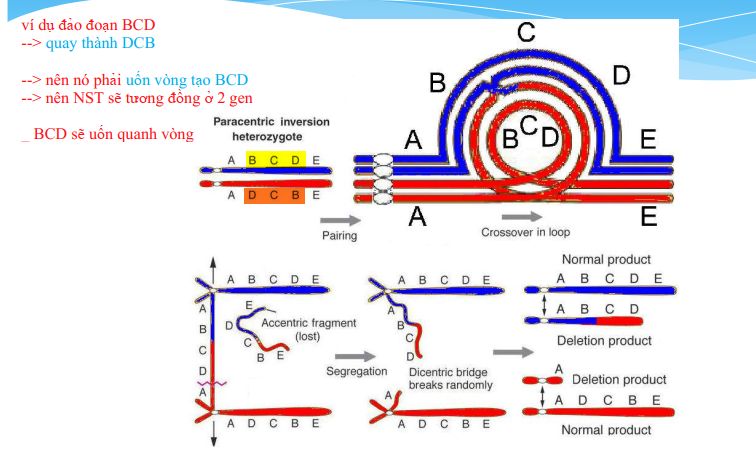 ví dụ đảo đoạn BCD
--> quay thành DCB
--> nên nó phải uốn vòng tạo BCD
--> nên NST sẽ tương đồng ở 2 gen
_ BCD sẽ uốn quanh vòng
Paracentric inversion
heterozygote
A B C D E
A D C B E
Pairing
A B C D E
B C D
A E
Crossover in loop
A B C D E
A
B
C
D
A
E
D
C
B E
Accentric fragment
(lost)
A D C B E
Segregation
A B C D E
A
B
C
D
Dicentric bridge
breaks randomly
A
A D C B E
Normal product
A B C D E
A B C D
Deletion product
A
Deletion product
A D C B E
Normal product